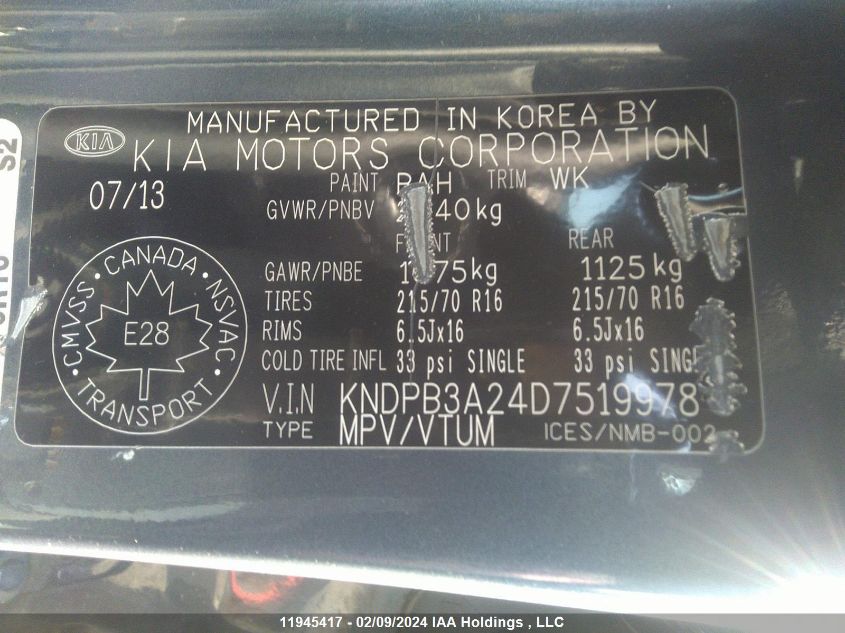 S2
MANUFACTURED IN KOREA BY
KIA KIA MOTORS CORPORATION
07/13 PAINT TRIM WK
GVWR/PNBV
REAR
GAWR/PNBE 1125 kg
TIRES 215/70 R16 215/70 R16
RIMS 6.5Jx16 6.5Jx16
COLD TIRE INFL 33 psi SINGLE 33 psi
V.I.N KNDPB3A24D7519978
TYPE MPV/VTUM ICES/NMB-002
CMVSS · CANADA · NSVAC · TRANSPORT ·
E28
11945417 - 02/09/2024 IAA Holdings , LLC